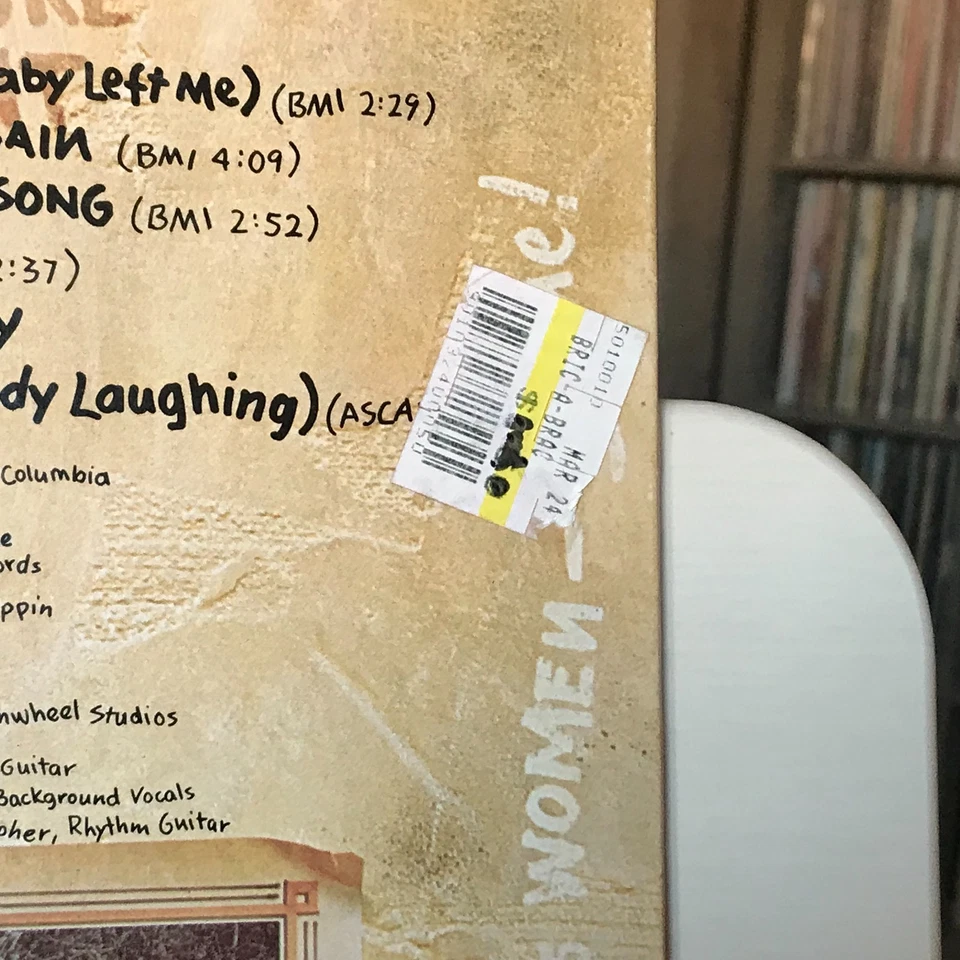 aby Left Me) (BMI 2:29)
AIN (BMI 4:09)
SONG (BMI 2:52)
2:37)
y
dy Laughing) (ASCA
Columbia
e
ords
ppin
nwheel Studios
Guitar
Background Vocals
pher, Rhythm Guitar
BRIC-A-BRAC MAR 24
WOMEN —